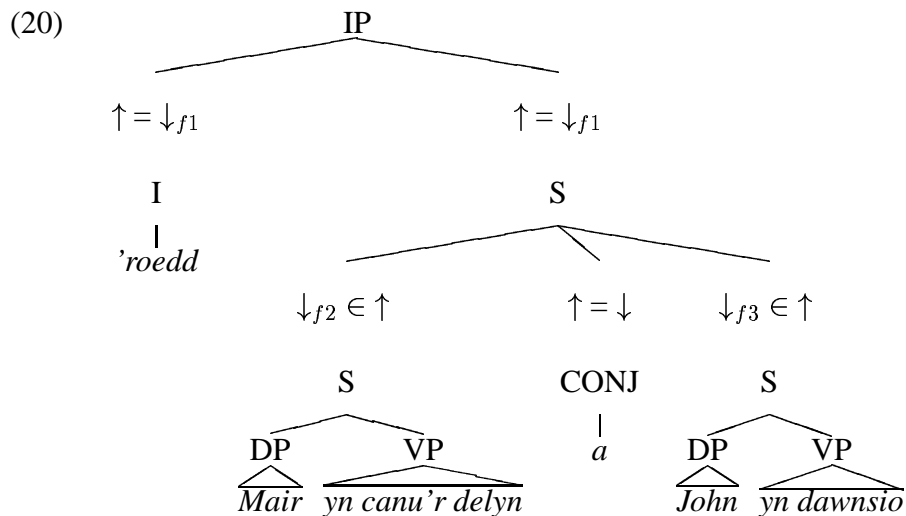 (20) IP
↑ = ↓f1 ↑ = ↓f1
I S
’roedd
↓f2 ∈ ↑ ↑ = ↓ ↓f3 ∈ ↑
S CONJ S
DP VP a DP VP
Mair yn canu’r delyn John yn dawnsio